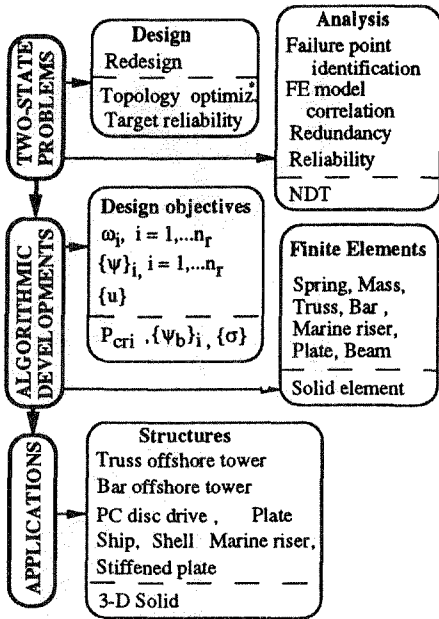 TWO-STATE
PROBLEMS
Design
Redesign
Topology optimiz.*
Target reliability
Analysis
Failure point
identification
FE model
correlation
Redundancy
Reliability
NDT
ALGORITHMIC
DEVELOPMENTS
Design objectives
ωi, i = 1,...nr
{ψ}i, i = 1,...nr
{u}
Pcri ,{ψb}i, {σ}
Finite Elements
Spring, Mass,
Truss, Bar ,
Marine riser,
Plate, Beam
Solid element
APPLICATIONS
Structures
Truss offshore tower
Bar offshore tower
PC disc drive , Plate
Ship, Shell Marine riser,
Stiffened plate
3-D Solid